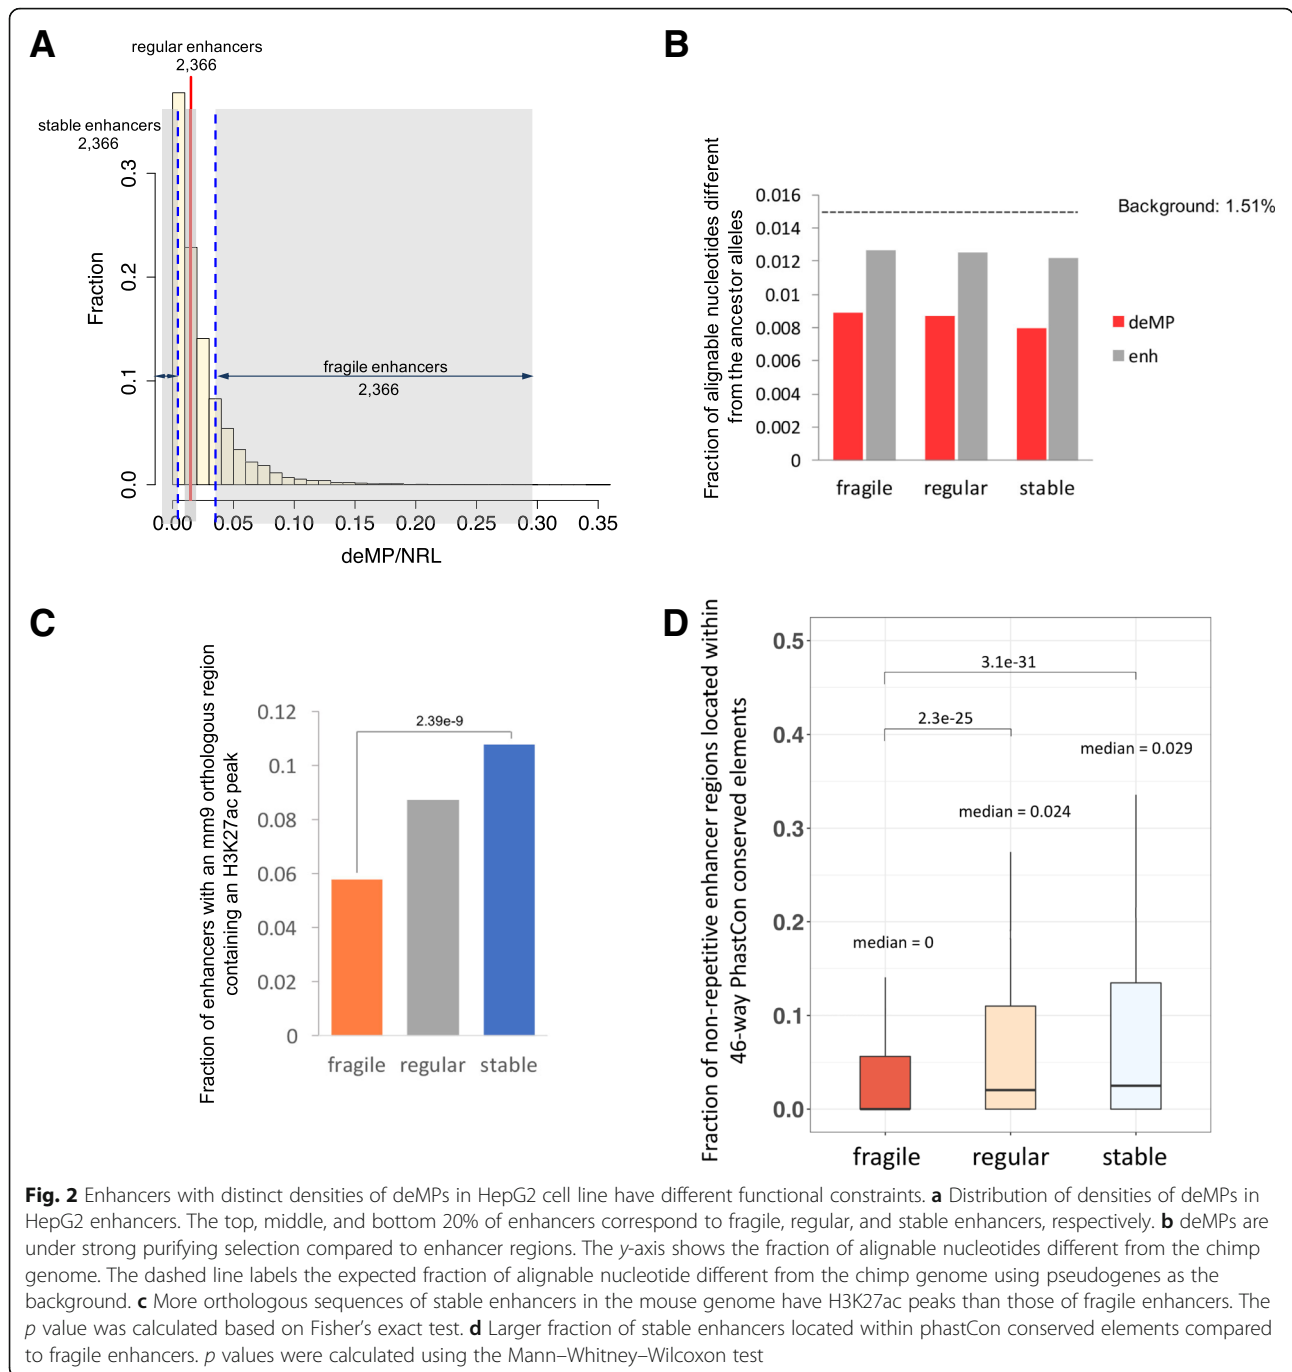 A
regular enhancers
2,366
stable enhancers
2,366
fragile enhancers
2,366
Fraction
0.3
0.2
0.1
0.0
0.00 0.05 0.10 0.15 0.20 0.25 0.30 0.35
deMP/NRL
B
Fraction of alignable nucleotides different
from the ancestor alleles
0.016
0.014
0.012
0.01
0.008
0.006
0.004
0.002
0
Background: 1.51%
deMP
enh
fragile regular stable
C
Fraction of enhancers with an mm9 orthologous region
containing an H3K27ac peak
0.12
0.1
0.08
0.06
0.04
0.02
0
2.39e-9
fragile regular stable
D
Fraction of non-repetitive enhancer regions located within
46-way PhastCon conserved elements
0.5
0.4
0.3
0.2
0.1
0.0
3.1e-31
2.3e-25
median = 0.029
median = 0.024
median = 0
fragile regular stable
Fig. 2 Enhancers with distinct densities of deMPs in HepG2 cell line have different functional constraints. a Distribution of densities of deMPs in
HepG2 enhancers. The top, middle, and bottom 20% of enhancers correspond to fragile, regular, and stable enhancers, respectively. b deMPs are
under strong purifying selection compared to enhancer regions. The y-axis shows the fraction of alignable nucleotides different from the chimp
genome. The dashed line labels the expected fraction of alignable nucleotide different from the chimp genome using pseudogenes as the
background. c More orthologous sequences of stable enhancers in the mouse genome have H3K27ac peaks than those of fragile enhancers. The
p value was calculated based on Fisher's exact test. d Larger fraction of stable enhancers located within phastCon conserved elements compared
to fragile enhancers. p values were calculated using the Mann–Whitney–Wilcoxon test